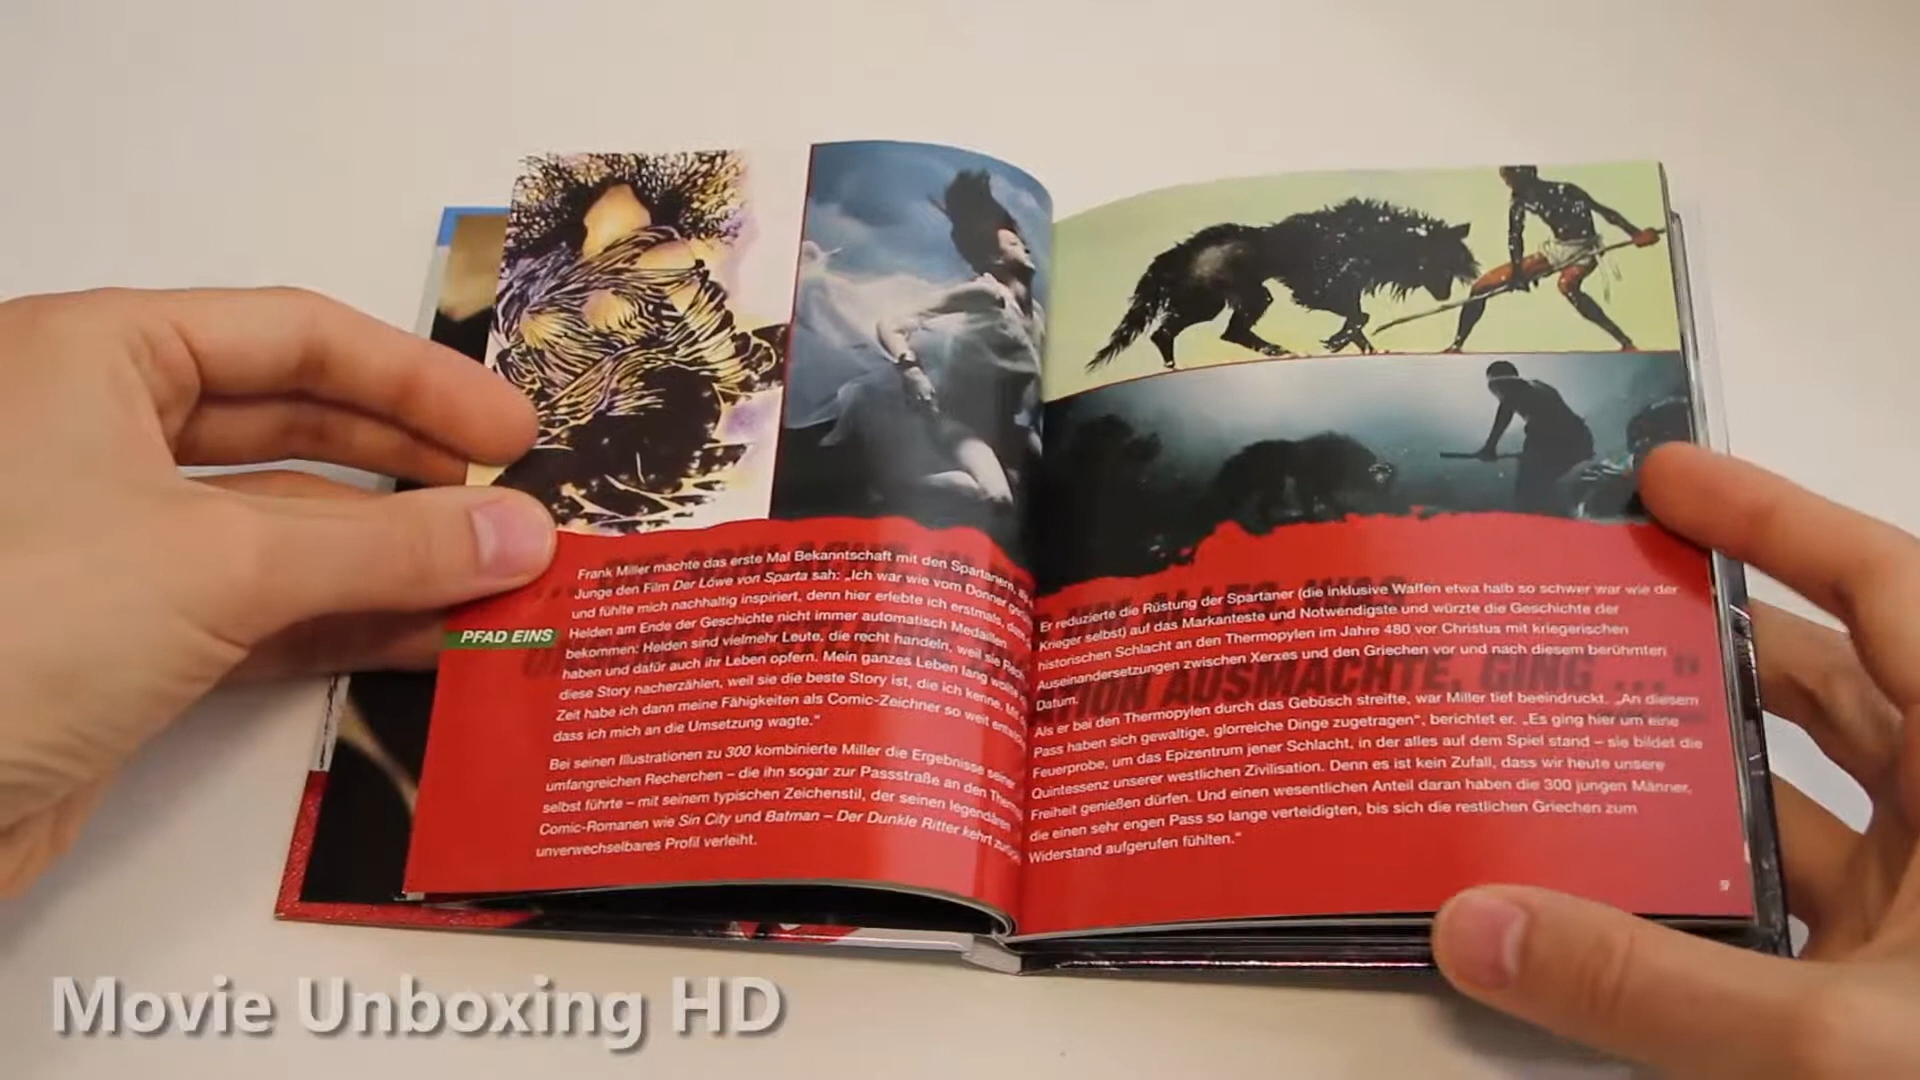 Frank Miller machte das erste Mal Bekanntschaft mit den Spartanern,
Junge den Film Der Löwe von Sparta sah: „Ich war wie vom Donner
und fühlte mich nachhaltig inspiriert, denn hier erlebte ich erstmals,
Helden am Ende der Geschichte nicht immer automatisch Medaillen
bekommen: Helden sind vielmehr Leute, die recht handeln, weil sie
haben und dafür auch ihr Leben opfern. Mein ganzes Leben lang wollte
diese Story nacherzählen, weil sie die beste Story ist, die ich kenne.
Zeit habe ich dann meine Fähigkeiten als Comic-Zeichner so weit
dass ich mich an die Umsetzung wagte.“
PFAD EINS
Bei seinen Illustrationen zu 300 kombinierte Miller die Ergebnisse seiner
umfangreichen Recherchen – die ihn sogar zur Passstraße an den
selbst führte – mit seinem typischen Zeichenstil, der seinen legendären
Comic-Romanen wie Sin City und Batman – Der Dunkle Ritter kehrt zurück
unverwechselbares Profil verleiht.
Er reduzierte die Rüstung der Spartaner (die inklusive Waffen etwa halb so schwer war wie der
Krieger selbst) auf das Markanteste und Notwendigste und würzte die Geschichte der
historischen Schlacht an den Thermopylen im Jahre 480 vor Christus mit kriegerischen
Auseinandersetzungen zwischen Xerxes und den Griechen vor und nach diesem berühmten
Datum.
AUSMACHTE, GING ...“
Als er bei den Thermopylen durch das Gebüsch streifte, war Miller tief beeindruckt. „An diesem
Pass haben sich gewaltige, glorreiche Dinge zugetragen“, berichtet er. „Es ging hier um eine
Feuerprobe, um das Epizentrum jener Schlacht, in der alles auf dem Spiel stand – sie bildet die
Quintessenz unserer westlichen Zivilisation. Denn es ist kein Zufall, dass wir heute unsere
Freiheit genießen dürfen. Und einen wesentlichen Anteil daran haben die 300 jungen Männer,
die einen sehr engen Pass so lange verteidigten, bis sich die restlichen Griechen zum
Widerstand aufgerufen fühlten.“
Movie Unboxing HD